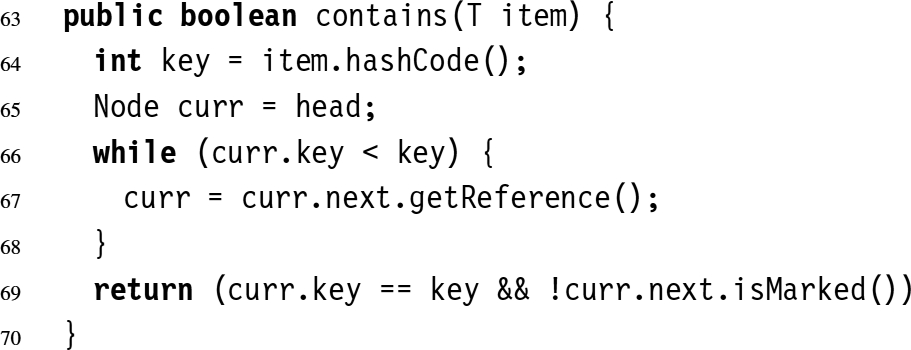 63 public boolean contains(T item) {
64 int key = item.hashCode();
65 Node curr = head;
66 while (curr.key < key) {
67 curr = curr.next.getReference();
68 }
69 return (curr.key == key && !curr.next.isMarked())
70 }